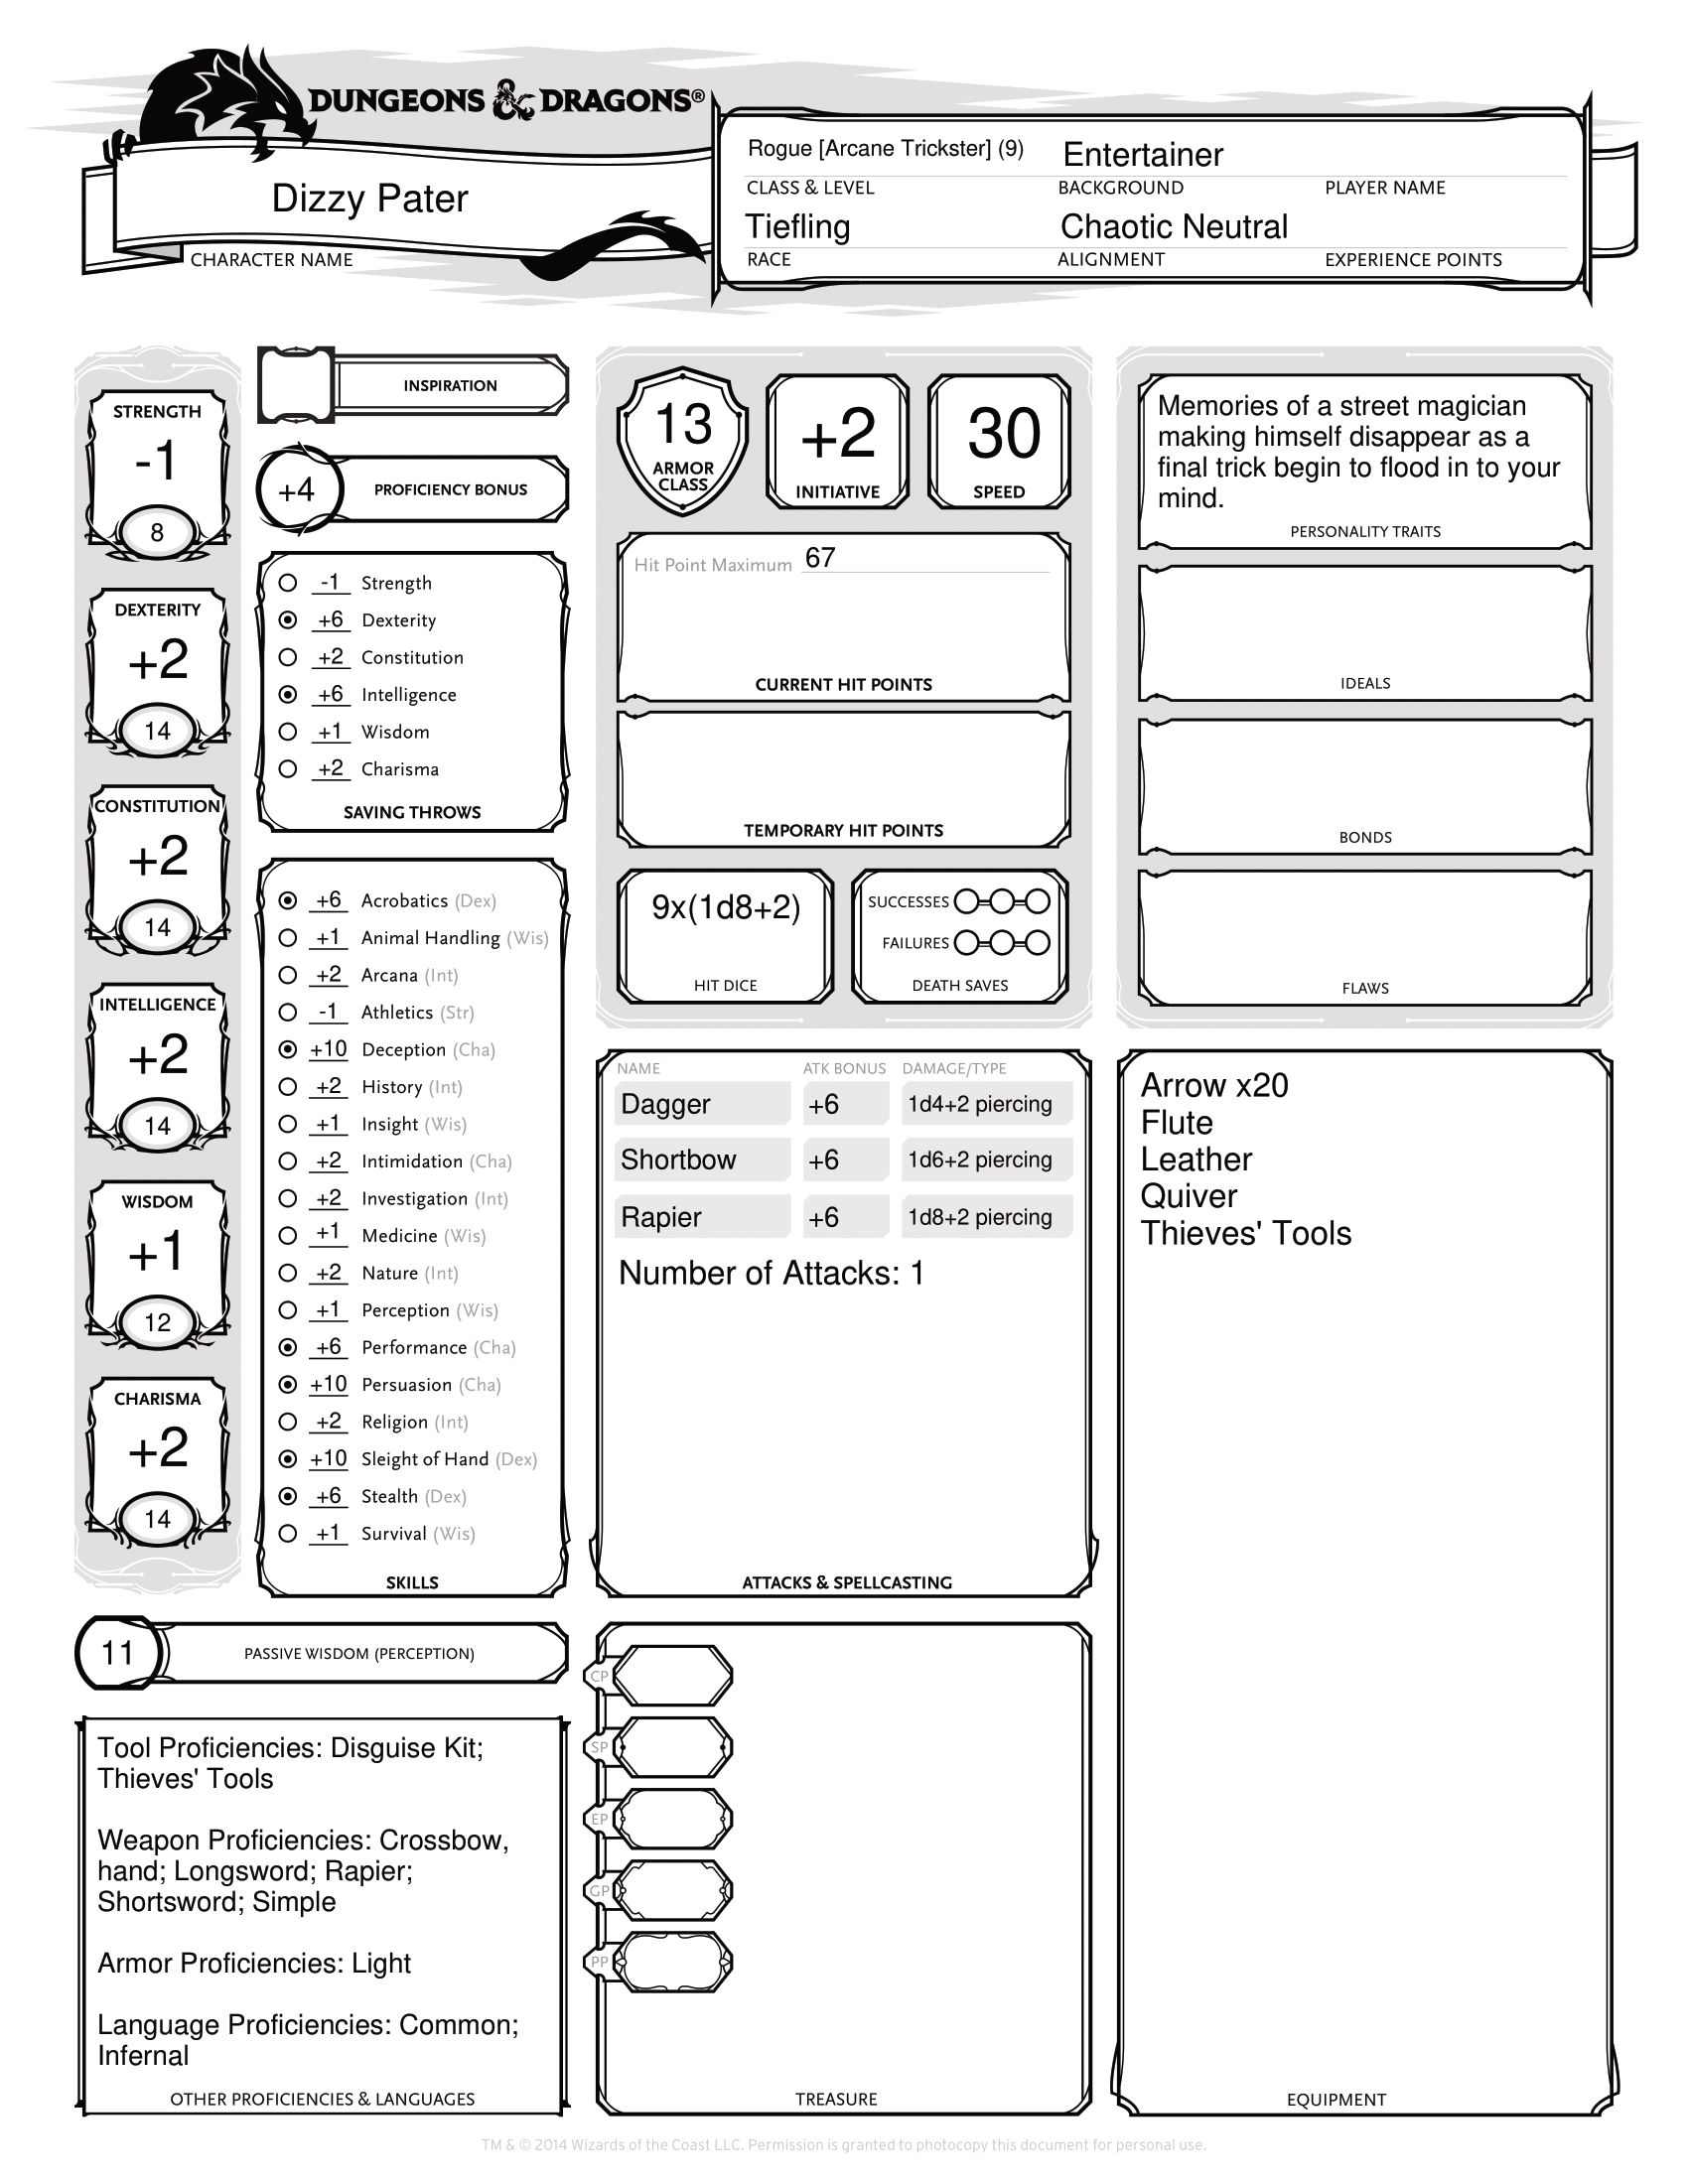 DUNGEONS & DRAGONS®
Dizzy Pater
CHARACTER NAME
Rogue [Arcane Trickster] (9) Entertainer
CLASS & LEVEL BACKGROUND PLAYER NAME
Tiefling Chaotic Neutral
RACE ALIGNMENT EXPERIENCE POINTS
STRENGTH
-1
8
DEXTERITY
+2
14
CONSTITUTION
+2
14
INTELLIGENCE
+2
14
WISDOM
+1
12
CHARISMA
+2
14
INSPIRATION
+4 PROFICIENCY BONUS
-1 Strength
+6 Dexterity
+2 Constitution
+6 Intelligence
+1 Wisdom
+2 Charisma
SAVING THROWS
+6 Acrobatics (Dex)
+1 Animal Handling (Wis)
+2 Arcana (Int)
-1 Athletics (Str)
+10 Deception (Cha)
+2 History (Int)
+1 Insight (Wis)
+2 Intimidation (Cha)
+2 Investigation (Int)
+1 Medicine (Wis)
+2 Nature (Int)
+1 Perception (Wis)
+6 Performance (Cha)
+10 Persuasion (Cha)
+2 Religion (Int)
+10 Sleight of Hand (Dex)
+6 Stealth (Dex)
+1 Survival (Wis)
SKILLS
11 PASSIVE WISDOM (PERCEPTION)
Tool Proficiencies: Disguise Kit;
Thieves' Tools
Weapon Proficiencies: Crossbow,
hand; Longsword; Rapier;
Shortsword; Simple
Armor Proficiencies: Light
Language Proficiencies: Common;
Infernal
OTHER PROFICIENCIES & LANGUAGES
13
ARMOR
CLASS
+2
INITIATIVE
30
SPEED
Hit Point Maximum 67
CURRENT HIT POINTS
TEMPORARY HIT POINTS
9x(1d8+2)
HIT DICE
SUCCESSES
FAILURES
DEATH SAVES
NAME ATK BONUS DAMAGE/TYPE
Dagger +6 1d4+2 piercing
Shortbow +6 1d6+2 piercing
Rapier +6 1d8+2 piercing
Number of Attacks: 1
ATTACKS & SPELLCASTING
CP
SP
EP
GP
PP
TREASURE
Memories of a street magician
making himself disappear as a
final trick begin to flood in to your
mind.
PERSONALITY TRAITS
IDEALS
BONDS
FLAWS
Arrow x20
Flute
Leather
Quiver
Thieves' Tools
EQUIPMENT
TM & © 2014 Wizards of the Coast LLC. Permission is granted to photocopy this document for personal use.